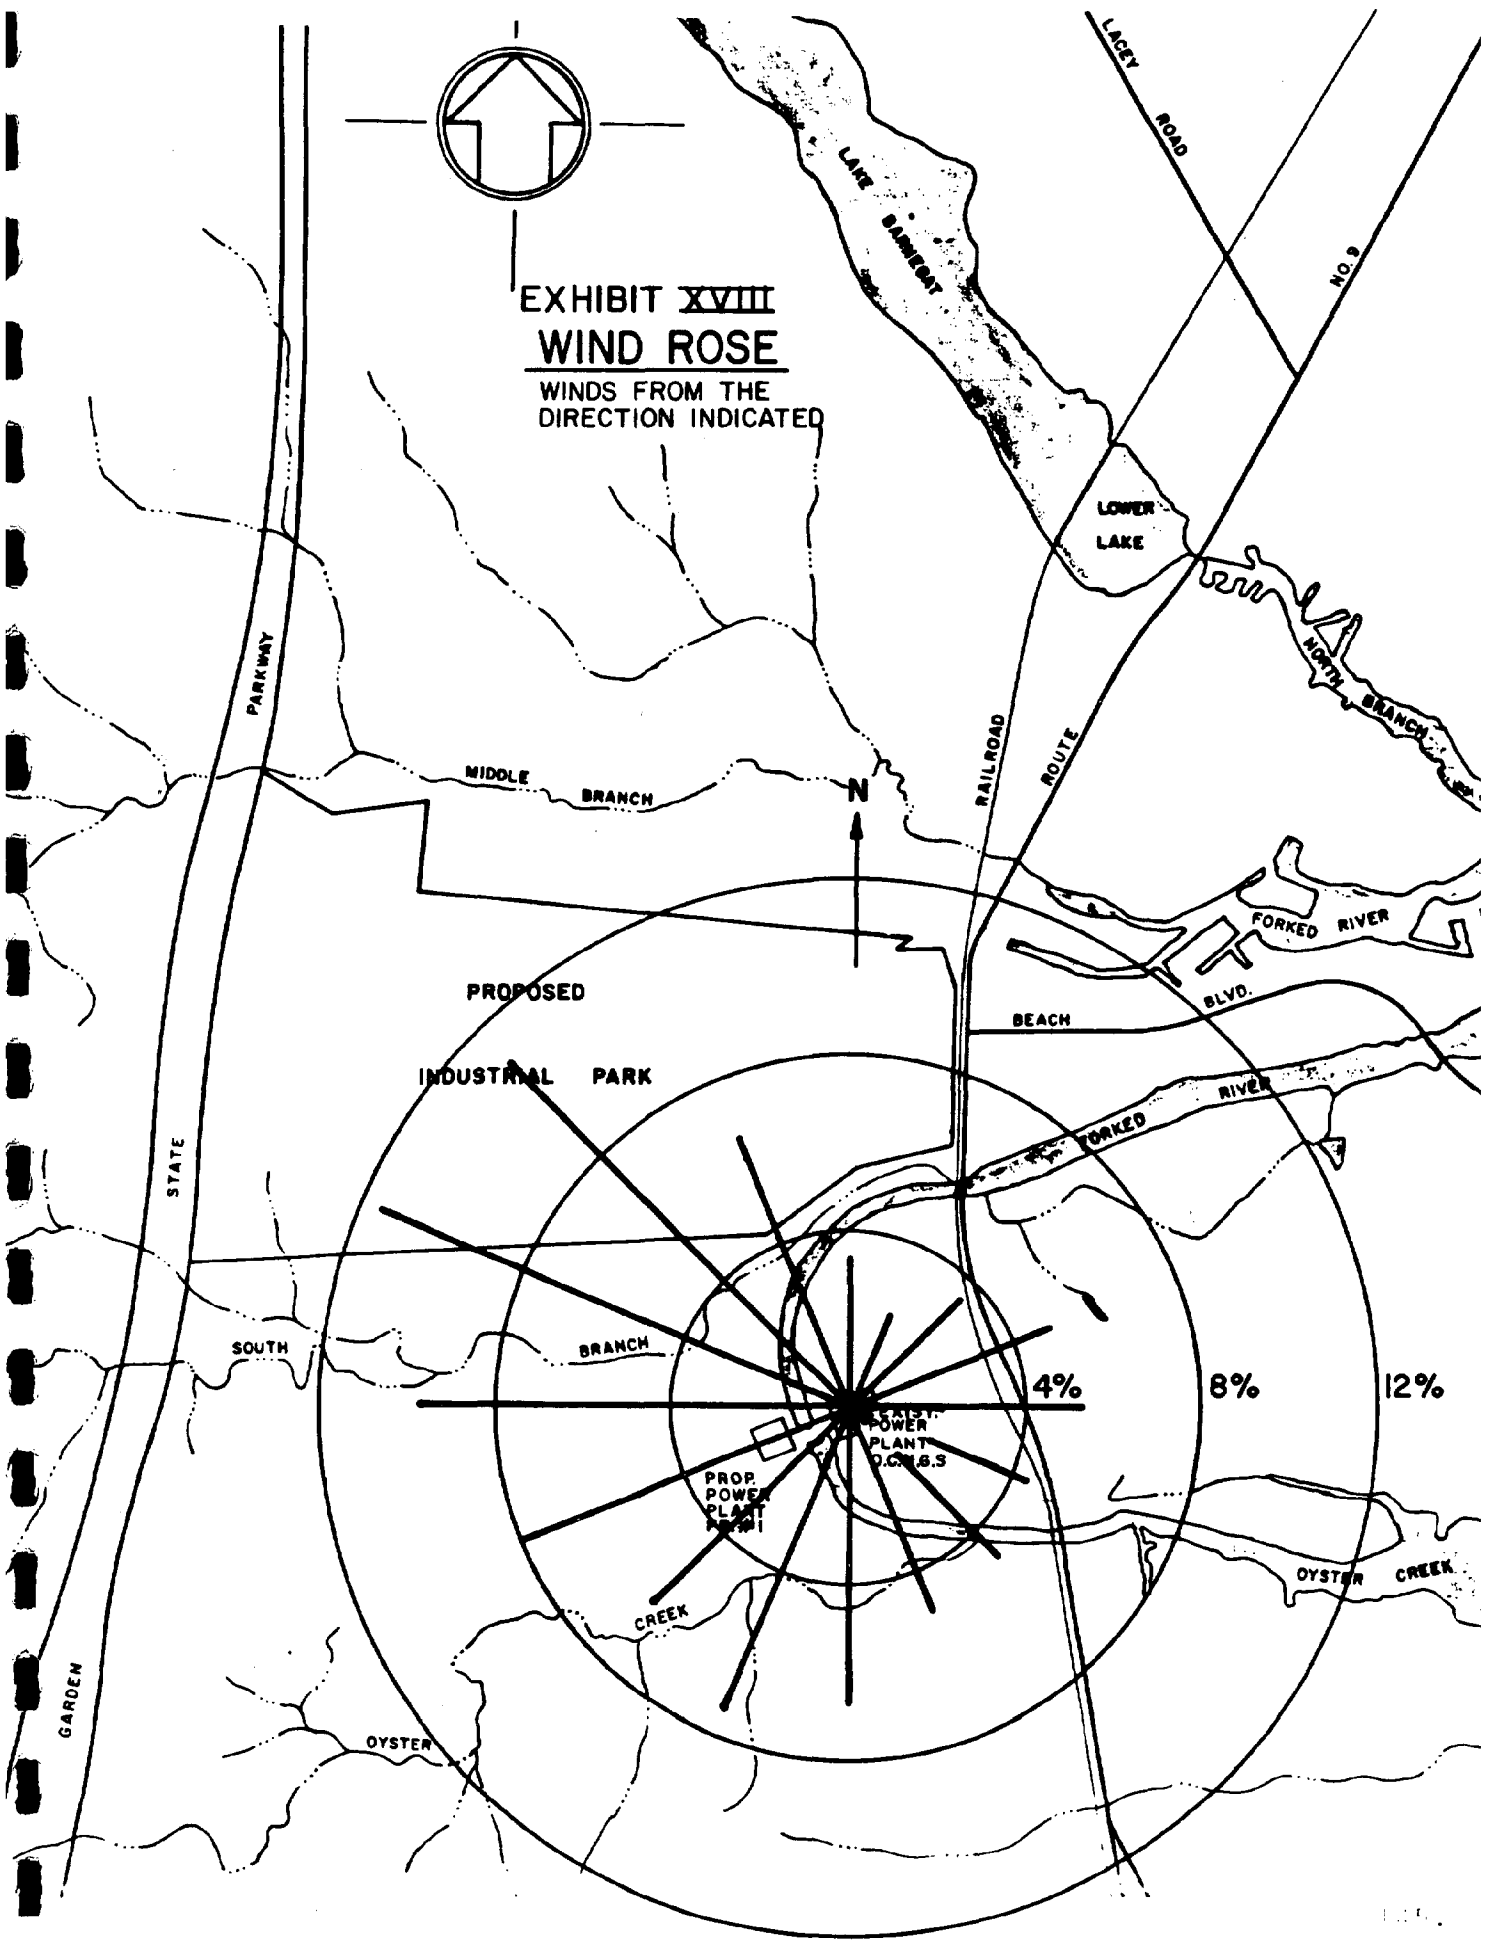 LACEY
ROAD
LAKE
BARNEGAT
NO. 9
EXHIBIT XVIII
WIND ROSE
WINDS FROM THE
DIRECTION INDICATED
LOWER
LAKE
NORTH
BRANCH
PARKWAY
RAILROAD
ROUTE
MIDDLE
BRANCH
N
FORKED RIVER
PROPOSED
BEACH
BLVD.
INDUSTRIAL PARK
FORKED
RIVER
STATE
SOUTH
BRANCH
4%
8%
12%
EXIST.
POWER
PLANT
O.C.N.G.S
PROP.
POWER
PLANT
OYSTER CREEK
CREEK
GARDEN
OYSTER